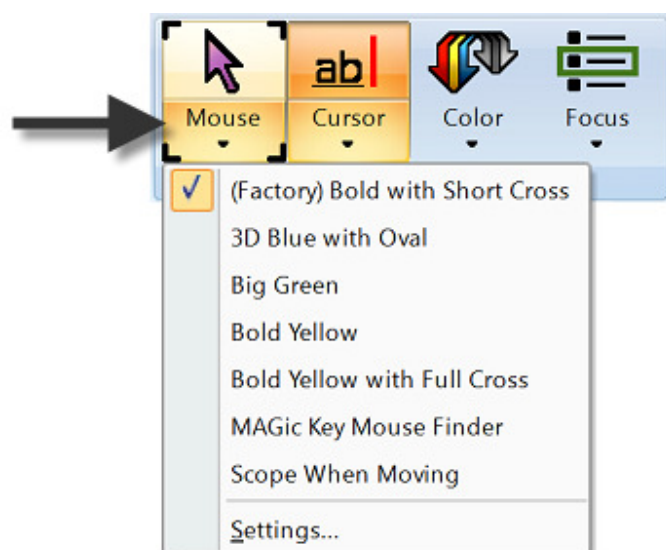 ab
Mouse Cursor Color Focus
(Factory) Bold with Short Cross
3D Blue with Oval
Big Green
Bold Yellow
Bold Yellow with Full Cross
MAGic Key Mouse Finder
Scope When Moving
Settings...